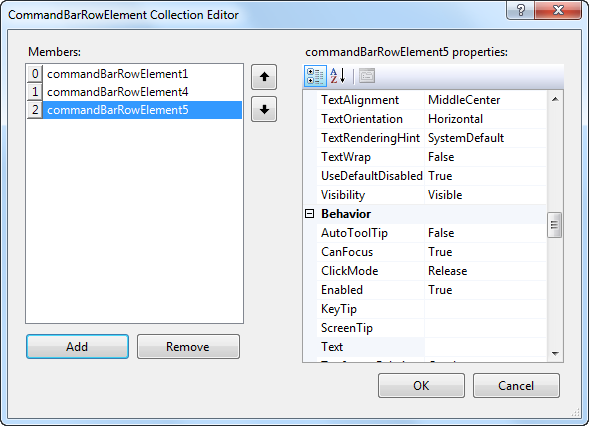 CommandBarRowElement Collection Editor
Members:
commandBarRowElement5 properties:
0 commandBarRowElement1
1 commandBarRowElement4
2 commandBarRowElement5
TextAlignment MiddleCenter
TextOrientation Horizontal
TextRenderingHint SystemDefault
TextWrap False
UseDefaultDisabled True
Visibility Visible
Behavior
AutoToolTip False
CanFocus True
ClickMode Release
Enabled True
KeyTip
ScreenTip
Text
Add Remove
OK Cancel